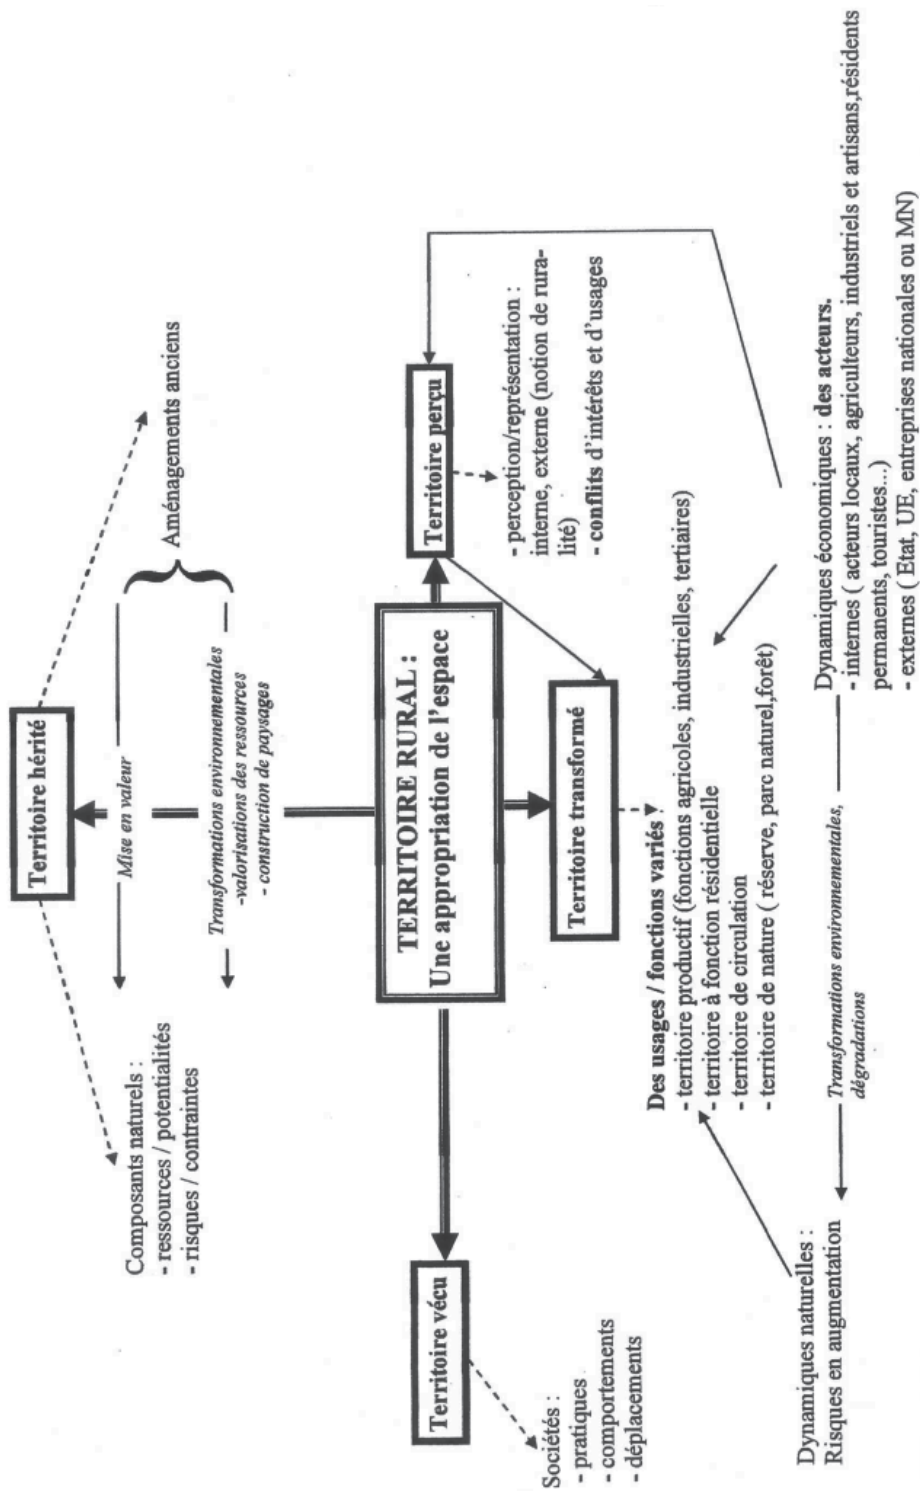 Territoire hérité
Composants naturels :
- ressources / potentialités
- risques / contraintes
Mise en valeur
Transformations environnementales
-valorisations des ressources
- construction de paysages
Aménagements anciens
TERRITOIRE RURAL :
Une appropriation de l'espace
Territoire vécu
Sociétés :
- pratiques
- comportements
- déplacements
Territoire perçu
- perception/représentation :
interne, externe (notion de rura-
lité)
- conflits d'intérêts et d'usages
Territoire transformé
Des usages / fonctions variés
- territoire productif (fonctions agricoles, industrielles, tertiaires)
- territoire à fonction résidentielle
- territoire de circulation
- territoire de nature ( réserve, parc naturel,forêt)
Dynamiques naturelles :
Risques en augmentation
Transformations environnementales,
dégradations
Dynamiques économiques : des acteurs.
- internes ( acteurs locaux, agriculteurs, industriels et artisans,résidents
permanents, touristes...)
- externes ( Etat, UE, entreprises nationales ou MN)